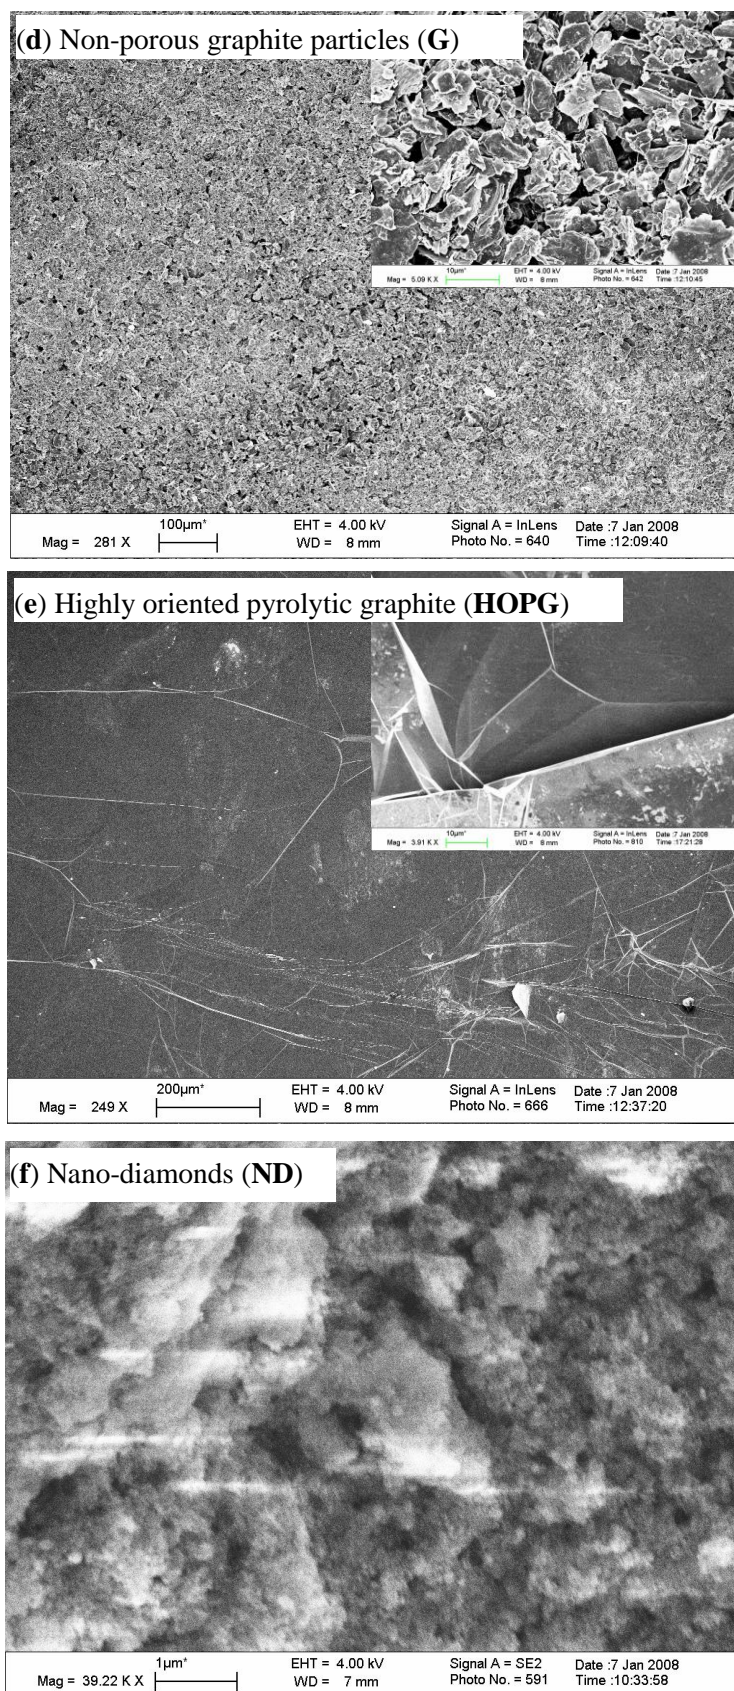 (d) Non-porous graphite particles (G)
Mag = 5.09 K X 10µm* EHT = 4.00 kV WD = 8 mm Signal A = InLens Photo No. = 642 Date :7 Jan 2008 Time :12:10:45
Mag = 281 X 100µm* EHT = 4.00 kV WD = 8 mm Signal A = InLens Photo No. = 640 Date :7 Jan 2008 Time :12:09:40
(e) Highly oriented pyrolytic graphite (HOPG)
Mag = 3.91 K X 10µm* EHT = 4.00 kV WD = 8 mm Signal A = InLens Photo No. = 810 Date :7 Jan 2008 Time :17:21:28
Mag = 249 X 200µm* EHT = 4.00 kV WD = 8 mm Signal A = InLens Photo No. = 666 Date :7 Jan 2008 Time :12:37:20
(f) Nano-diamonds (ND)
Mag = 39.22 K X 1µm* EHT = 4.00 kV WD = 7 mm Signal A = SE2 Photo No. = 591 Date :7 Jan 2008 Time :10:33:58